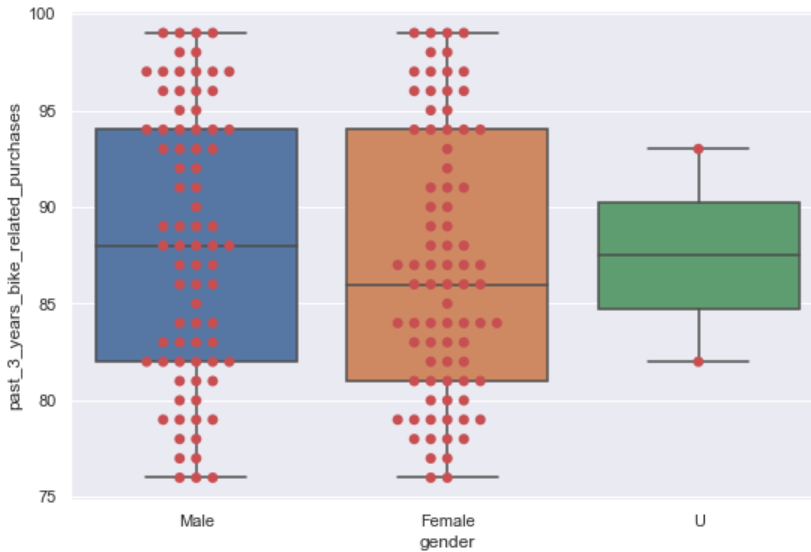 100
95
90
85
80
75
past_3_years_bike_related_purchases
Male
Female
U
gender